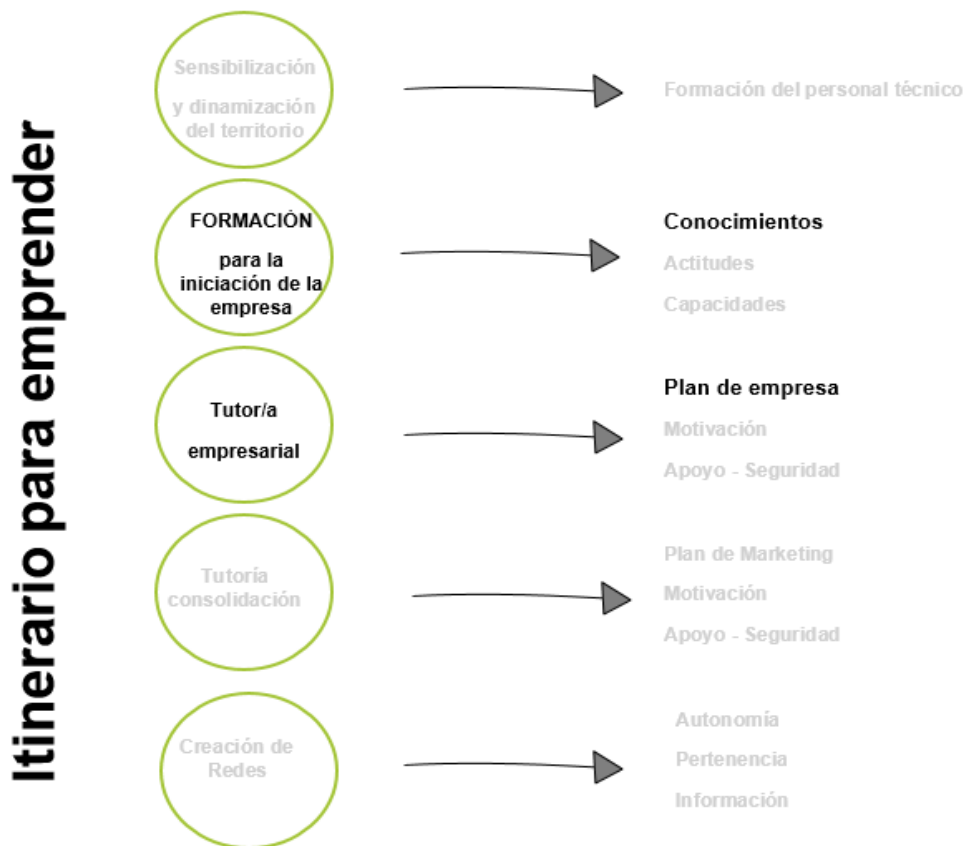 Itinerario para emprender
Sensibilización
y dinamización
del territorio
Formación del personal técnico
FORMACIÓN
para la
iniciación de la
empresa
Conocimientos
Actitudes
Capacidades
Tutor/a
empresarial
Plan de empresa
Motivación
Apoyo - Seguridad
Tutoría
consolidación
Plan de Marketing
Motivación
Apoyo - Seguridad
Creación de
Redes
Autonomía
Pertenencia
Información